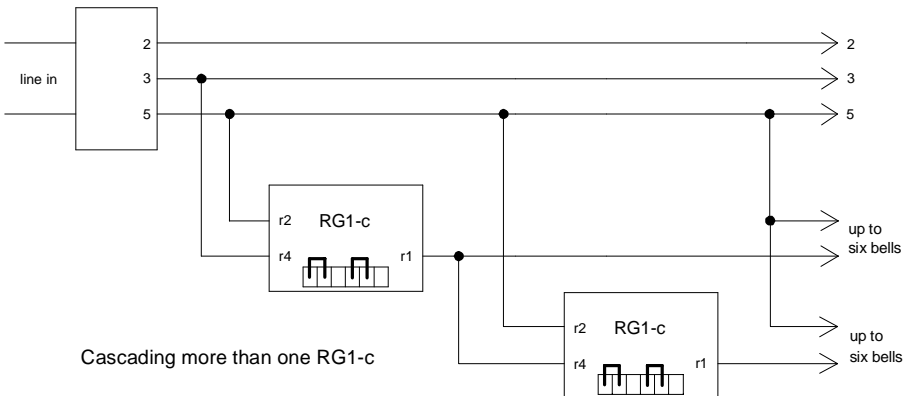 2
2
line in
3
3
5
5
RG1-c
r2
r4
r1
up to
six bells
RG1-c
r2
r4
r1
up to
six bells
Cascading more than one RG1-c